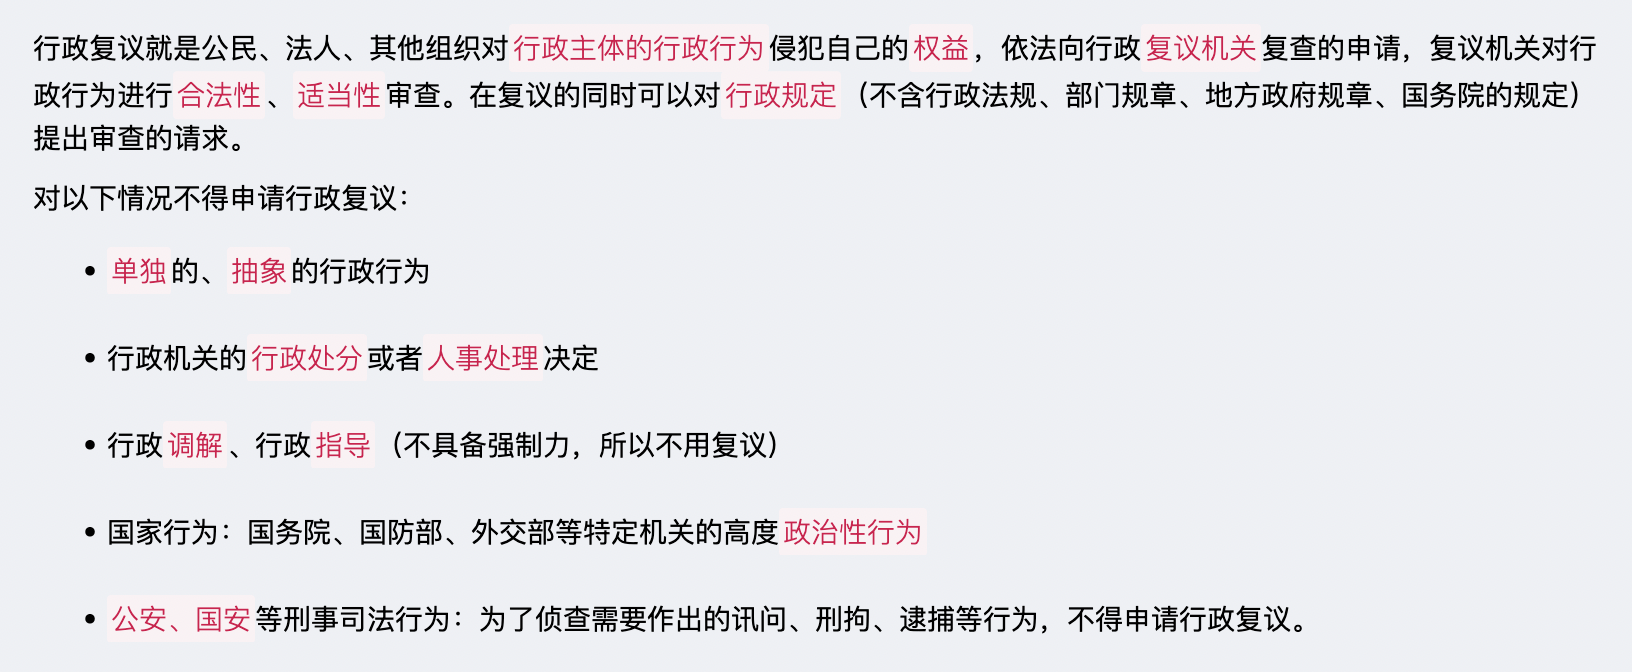 行政复议就是公民、法人、其他组织对行政主体的行政行为侵犯自己的权益，依法向行政复议机关复查的申请，复议机关对行
政行为进行合法性、适当性审查。在复议的同时可以对行政规定（不含行政法规、部门规章、地方政府规章、国务院的规定）
提出审查的请求。
对以下情况不得申请行政复议：
• 单独的、抽象的行政行为
• 行政机关的行政处分或者人事处理决定
• 行政调解、行政指导（不具备强制力，所以不用复议）
• 国家行为：国务院、国防部、外交部等特定机关的高度政治性行为
• 公安、国安等刑事司法行为：为了侦查需要作出的讯问、刑拘、逮捕等行为，不得申请行政复议。